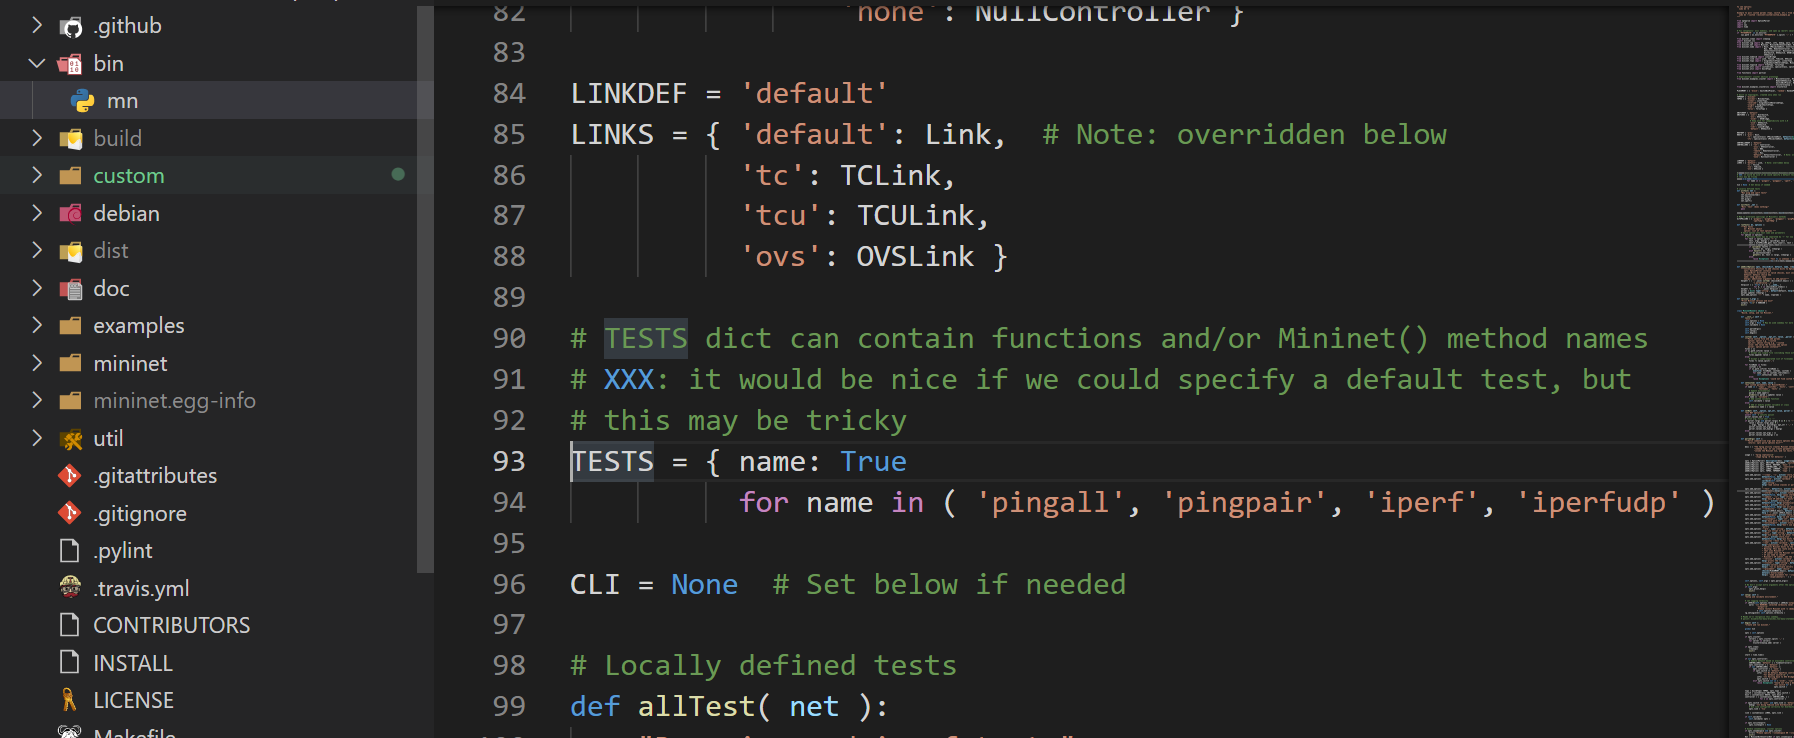 .github
bin
mn
build
custom
debian
dist
doc
examples
mininet
mininet.egg-info
util
.gitattributes
.gitignore
.pylint
.travis.yml
CONTRIBUTORS
INSTALL
LICENSE
Makefile
82 'none': NullController }
83
84 LINKDEF = 'default'
85 LINKS = { 'default': Link,  # Note: overridden below
86 'tc': TCLink,
87 'tcu': TCULink,
88 'ovs': OVSLink }
89
90 # TESTS dict can contain functions and/or Mininet() method names
91 # XXX: it would be nice if we could specify a default test, but
92 # this may be tricky
93 TESTS = { name: True
94 for name in ( 'pingall', 'pingpair', 'iperf', 'iperfudp' )
95
96 CLI = None  # Set below if needed
97
98 # Locally defined tests
99 def allTest( net ):